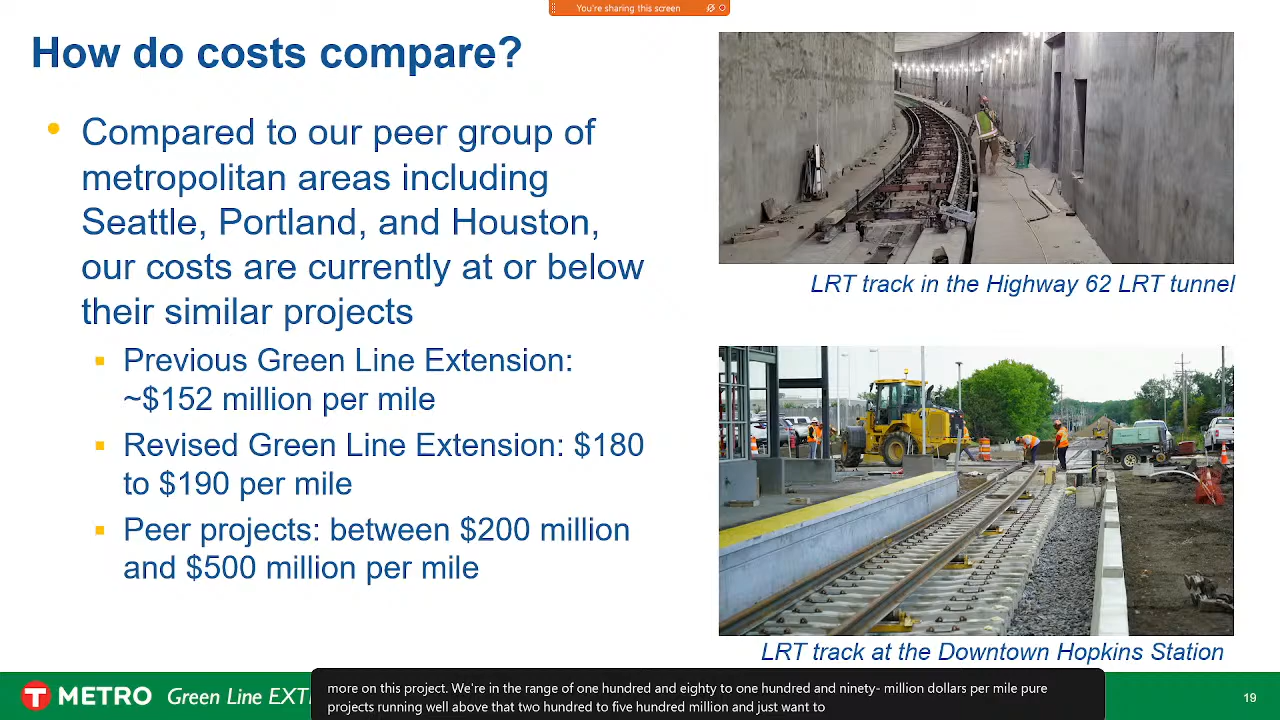 You're sharing this screen
How do costs compare?
Compared to our peer group of
metropolitan areas including
Seattle, Portland, and Houston,
our costs are currently at or below
their similar projects
Previous Green Line Extension:
~$152 million per mile
Revised Green Line Extension: $180
to $190 per mile
Peer projects: between $200 million
and $500 million per mile
LRT track in the Highway 62 LRT tunnel
LRT track at the Downtown Hopkins Station
T METRO Green Line EXT
more on this project. We're in the range of one hundred and eighty to one hundred and ninety- million dollars per mile pure
projects running well above that two hundred to five hundred million and just want to
19